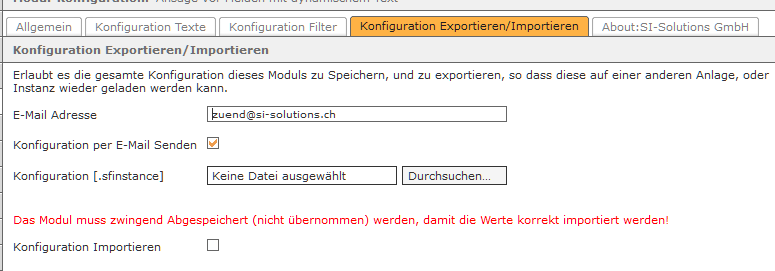 Modul Konfiguration: Ansage vor Melden mit dynamischem Text
Allgemein Konfiguration Texte Konfiguration Filter Konfiguration Exportieren/Importieren About:SI-Solutions GmbH
Konfiguration Exportieren/Importieren
Erlaubt es die gesamte Konfiguration dieses Moduls zu Speichern, und zu exportieren, so dass diese auf einer anderen Anlage, oder
Instanz wieder geladen werden kann.
E-Mail Adresse zuend@si-solutions.ch
Konfiguration per E-Mail Senden
Konfiguration [.sfinstance] Keine Datei ausgewählt Durchsuchen...
Das Modul muss zwingend Abgespeichert (nicht übernommen) werden, damit die Werte korrekt importiert werden!
Konfiguration Importieren